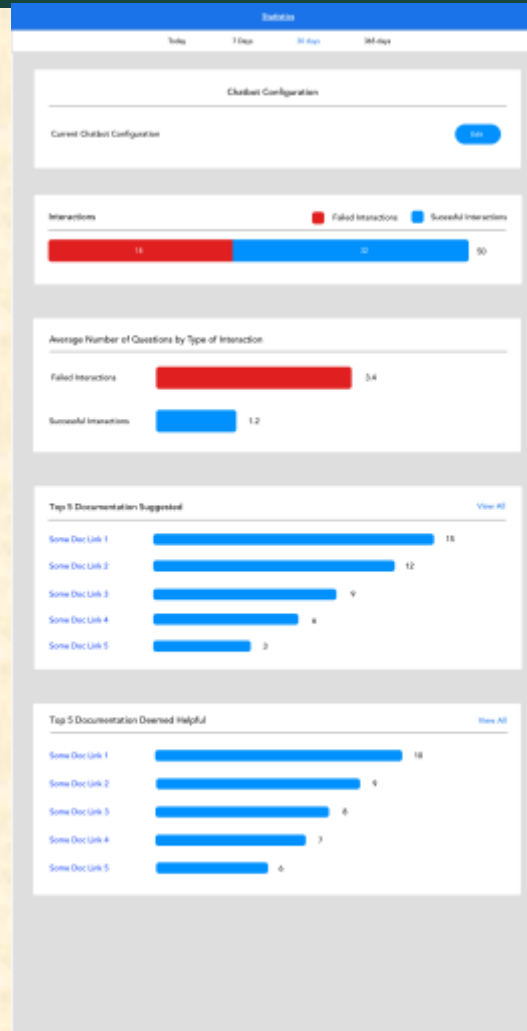 Statistics
Today 7 Days 30 days 365 days
Chatbot Configuration
Current Chatbot Configuration Edit
Interactions Failed Interactions Succesful Interactions
18 32 50
Average Number of Questions by Type of Interaction
Failed Interactions 3.4
Successful Interactions 1.2
Top 5 Documentation Suggested View All
Some Doc Link 1 15
Some Doc Link 2 12
Some Doc Link 3 9
Some Doc Link 4
Some Doc Link 5 3
Top 5 Documentation Deemed Helpful View All
Some Doc Link 1 10
Some Doc Link 2 9
Some Doc Link 3 8
Some Doc Link 4 7
Some Doc Link 5 6